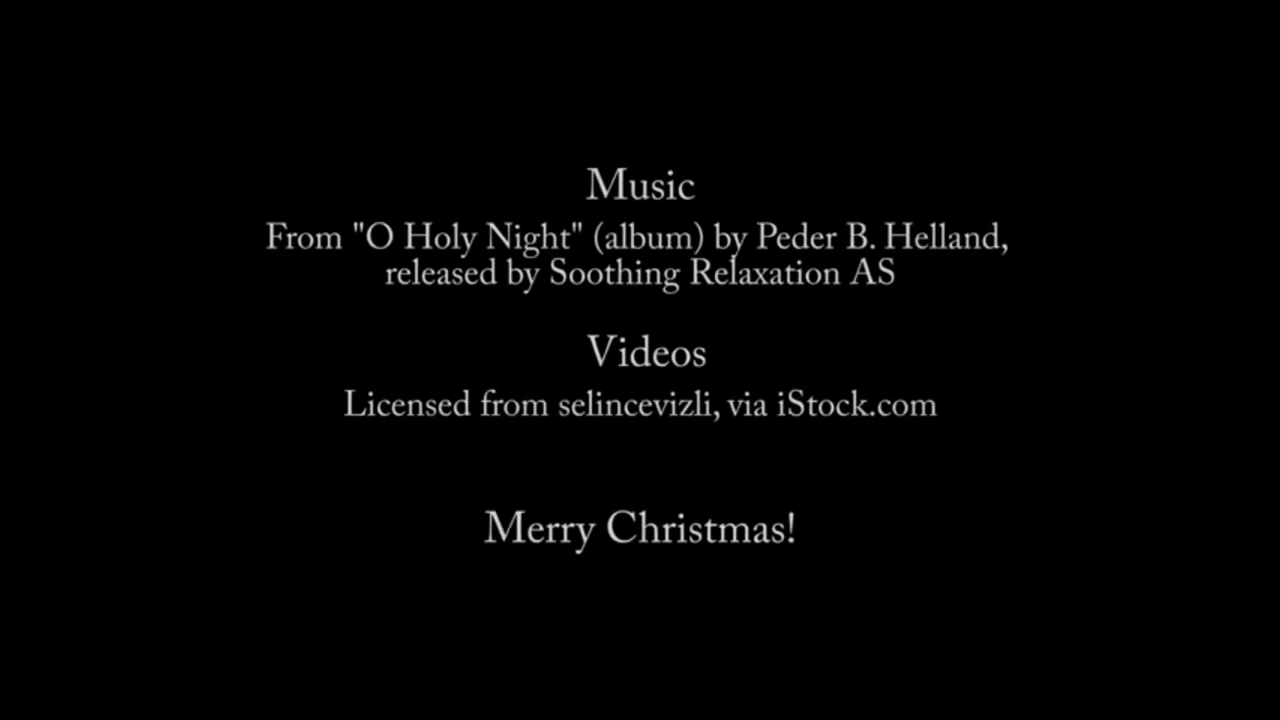 Music
From "O Holy Night" (album) by Peder B. Helland,
released by Soothing Relaxation AS
Videos
Licensed from selincevizli, via iStock.com
Merry Christmas!